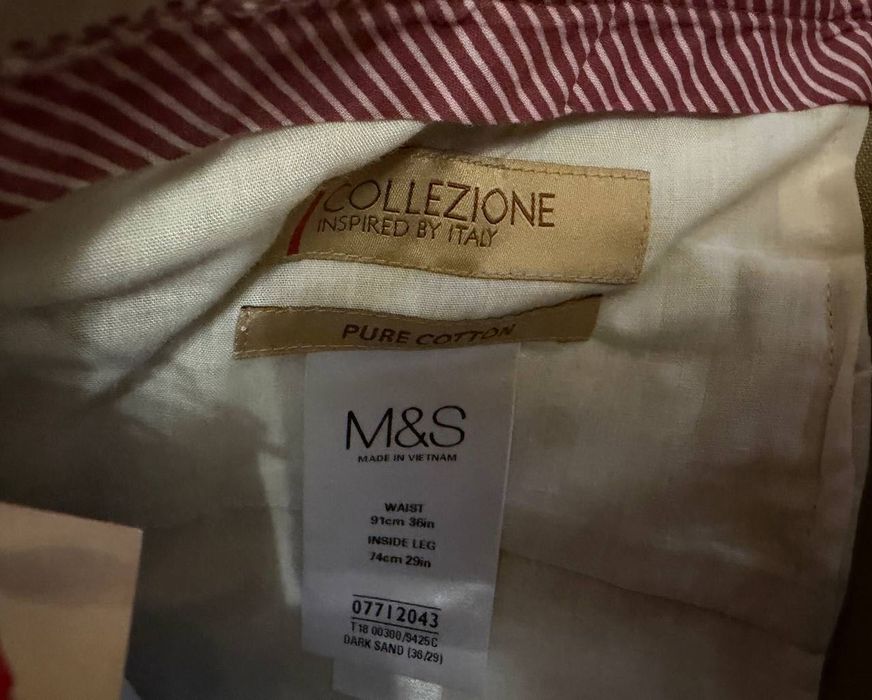 COLLEZIONE
INSPIRED BY ITALY
PURE COTTON
M&S
MADE IN VIETNAM
WAIST
91cm 36in
INSIDE LEG
74cm 29in
07712043
T18 00300/9425C
DARK SAND (36/29)